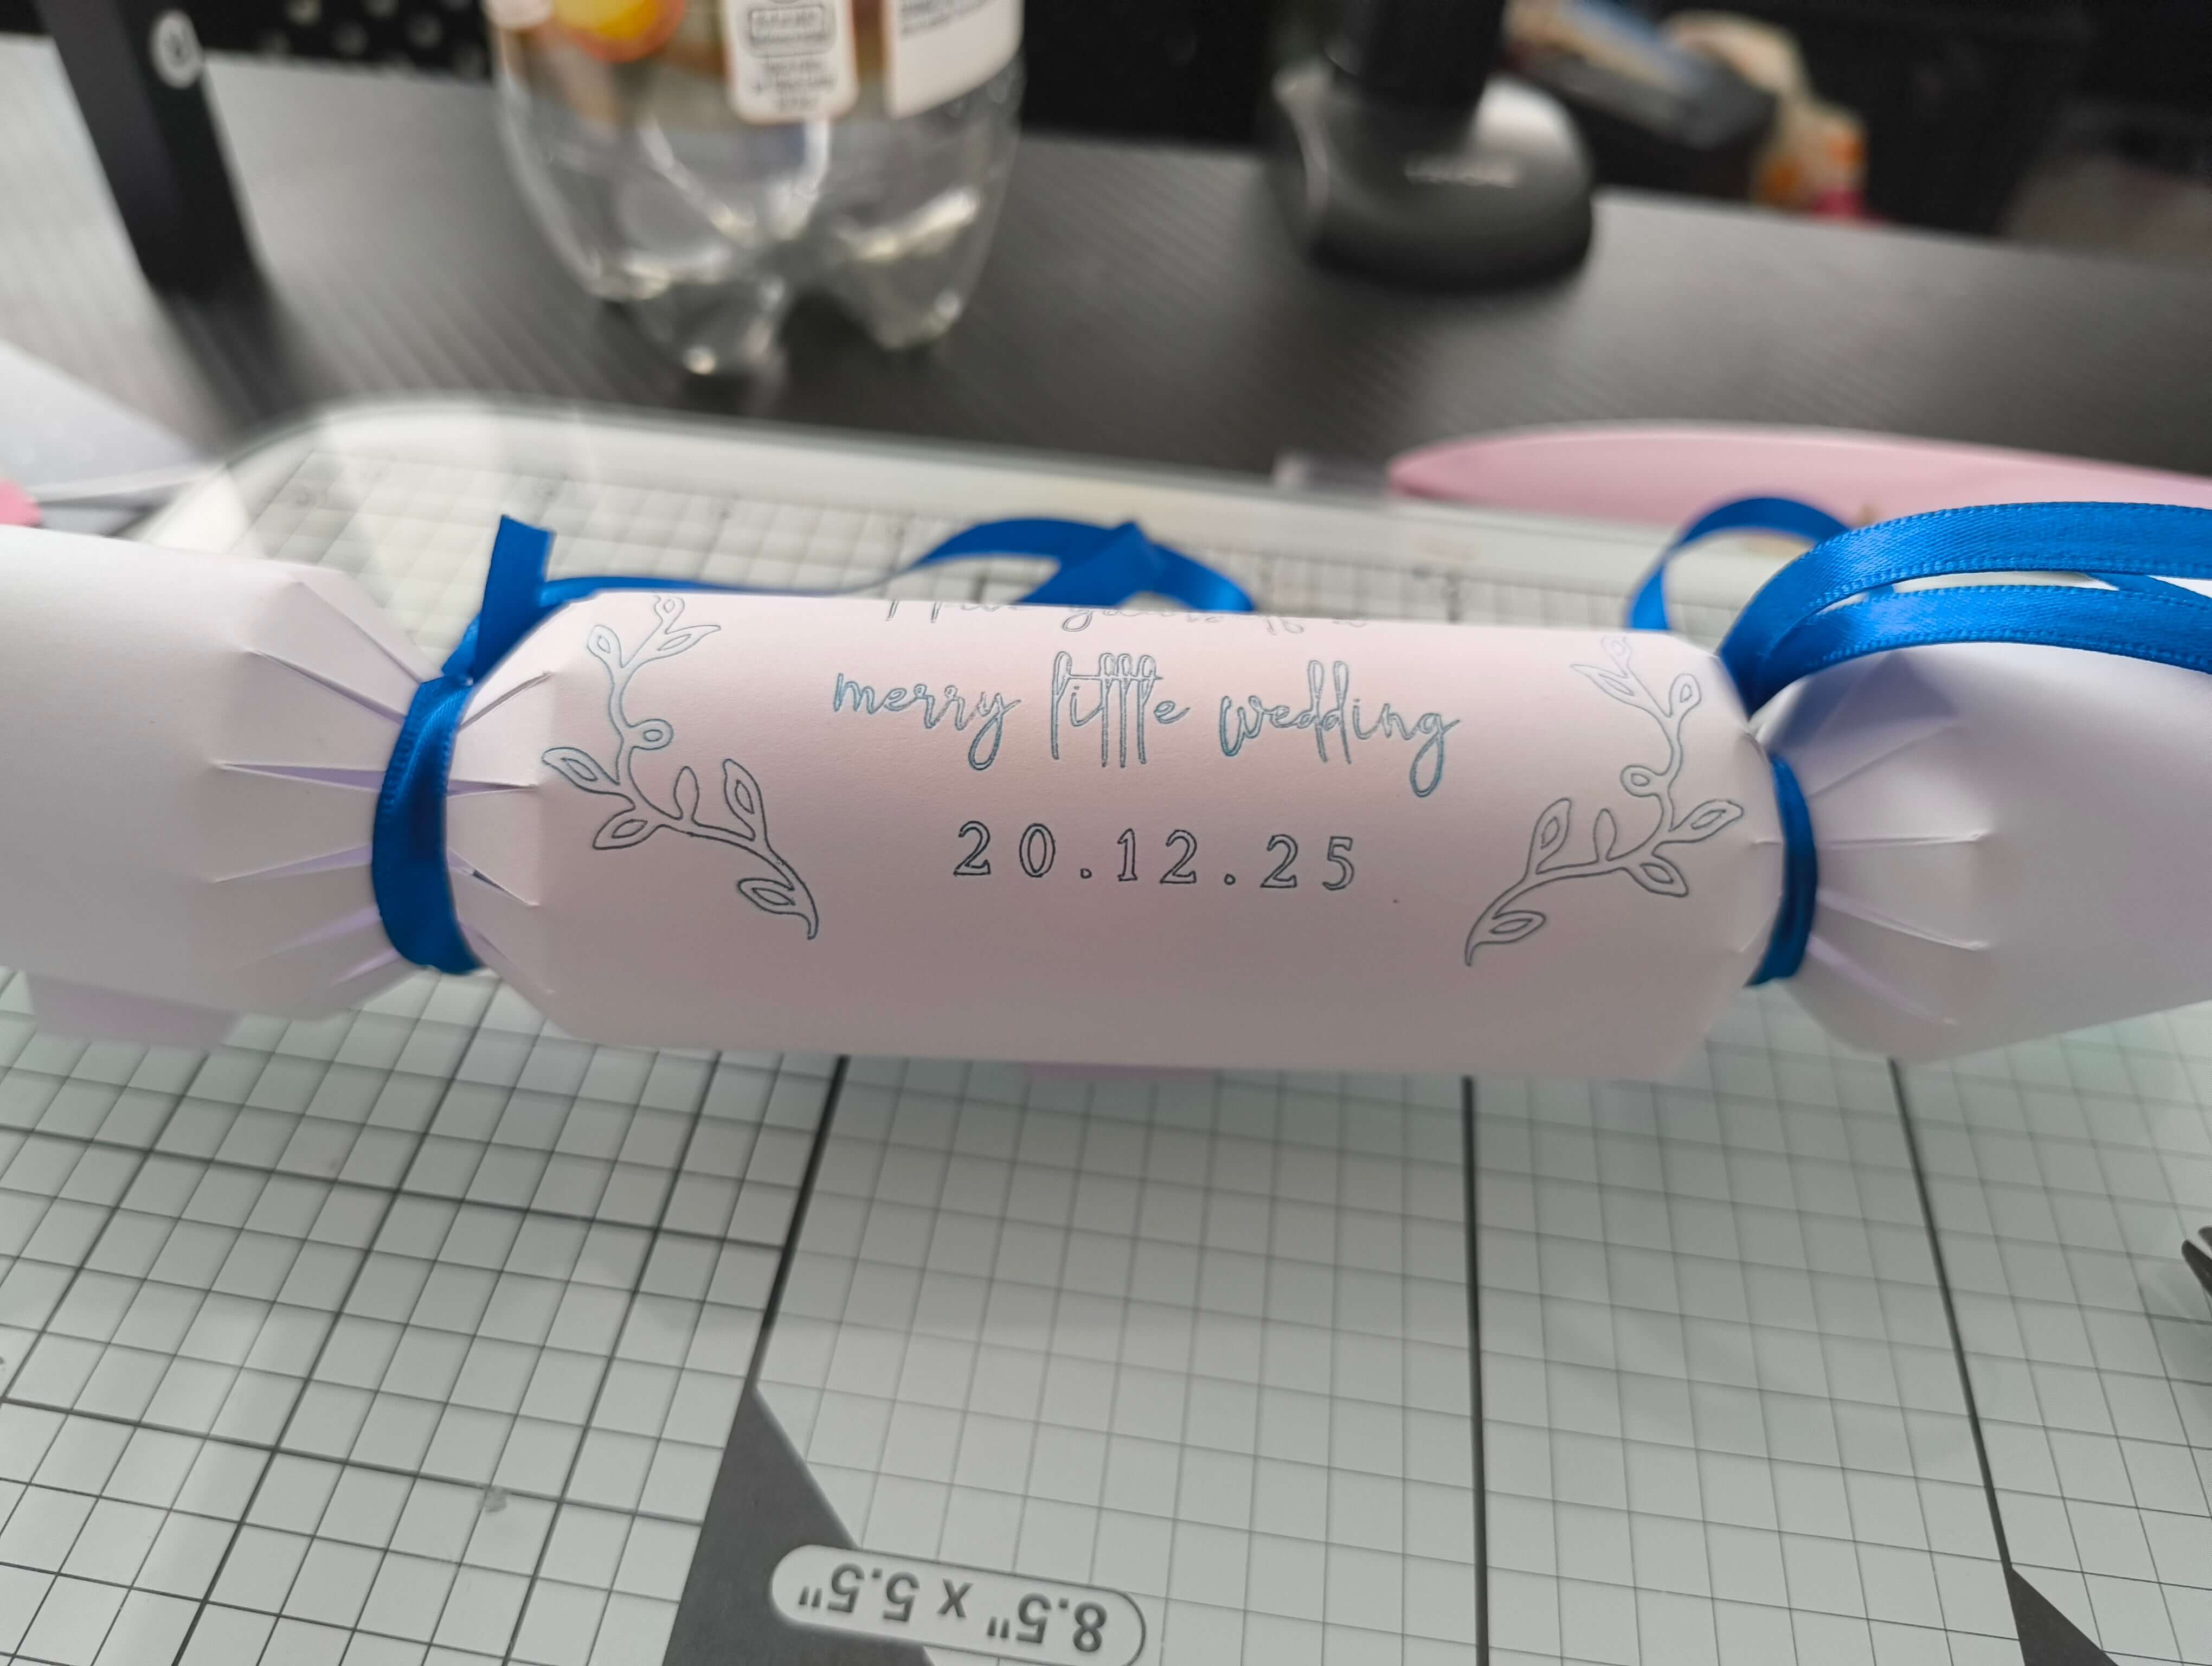 merry little wedding
20.12.25
8.5" x 5.5"